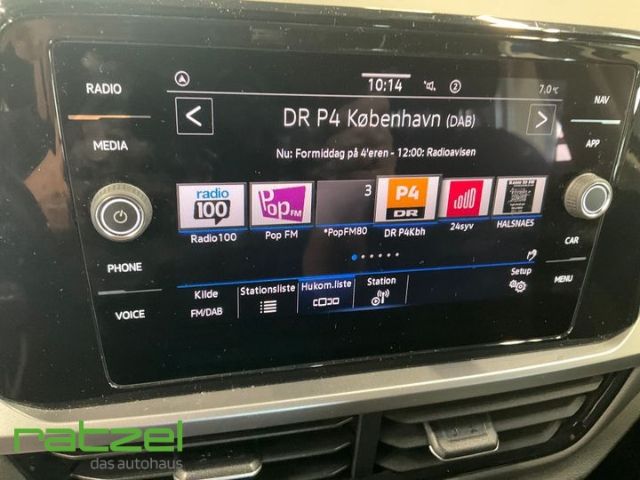 RADIO
MEDIA
PHONE
VOICE
NAV
APP
CAR
MENU
10:14
2
7.0°C
<
DR P4 København (DAB)
>
Nu: Formiddag på 4'eren - 12:00: Radioavisen
radio
100
Radio100
Pop FM
Pop FM
3
*PopFM80
P4
DR
DR P4Kbh
LOUD
24syv
HALSNAES
Kilde
FM/DAB
Stationsliste
Hukom.liste
Station
Setup
ratzel
das autohaus